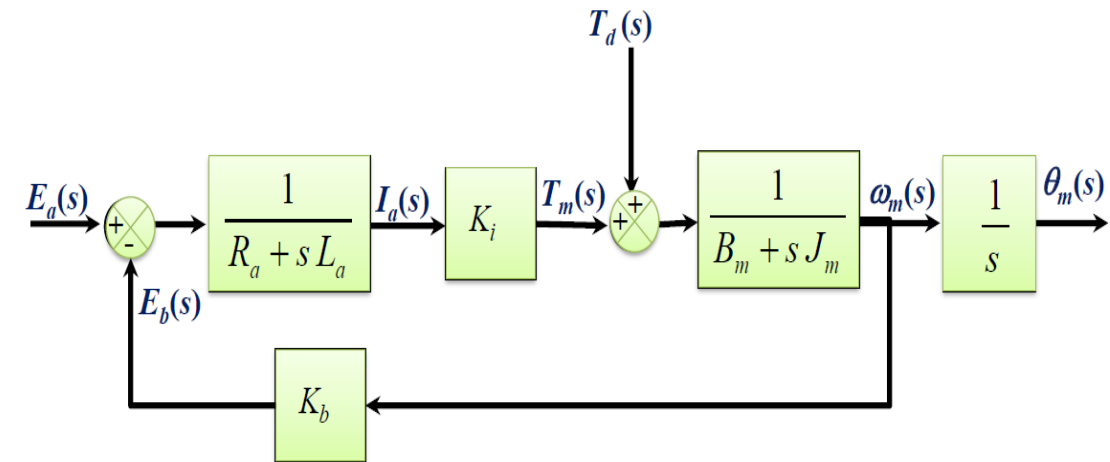 T_d(s)
E_a(s)
+
-
1
R_a + s L_a
I_a(s)
K_i
T_m(s)
+
+
1
B_m + s J_m
ω_m(s)
1
s
θ_m(s)
E_b(s)
K_b